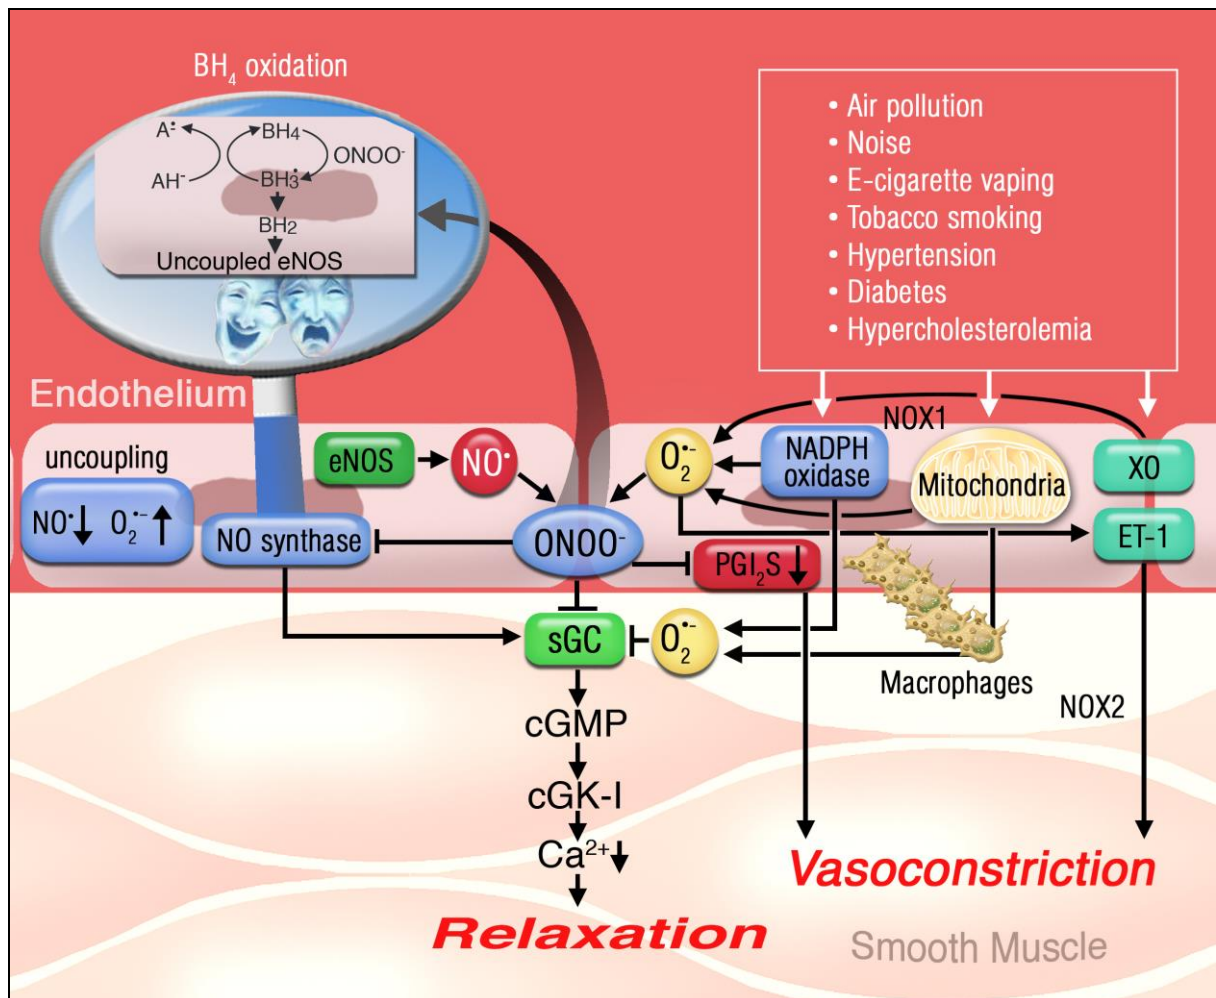 BH₄ oxidation
A•̵
BH₄
ONOO⁻
AH⁻
BH₃•
BH₂
Uncoupled eNOS
• Air pollution
• Noise
• E-cigarette vaping
• Tobacco smoking
• Hypertension
• Diabetes
• Hypercholesterolemia
Endothelium
uncoupling
NO•↓ O₂•⁻↑
eNOS
NO•
NO synthase
ONOO⁻
O₂•⁻
NADPH
oxidase
NOX1
Mitochondria
XO
ET-1
PGI₂S↓
sGC
O₂•⁻
Macrophages
NOX2
cGMP
cGK-I
Ca²⁺↓
Relaxation
Vasoconstriction
Smooth Muscle